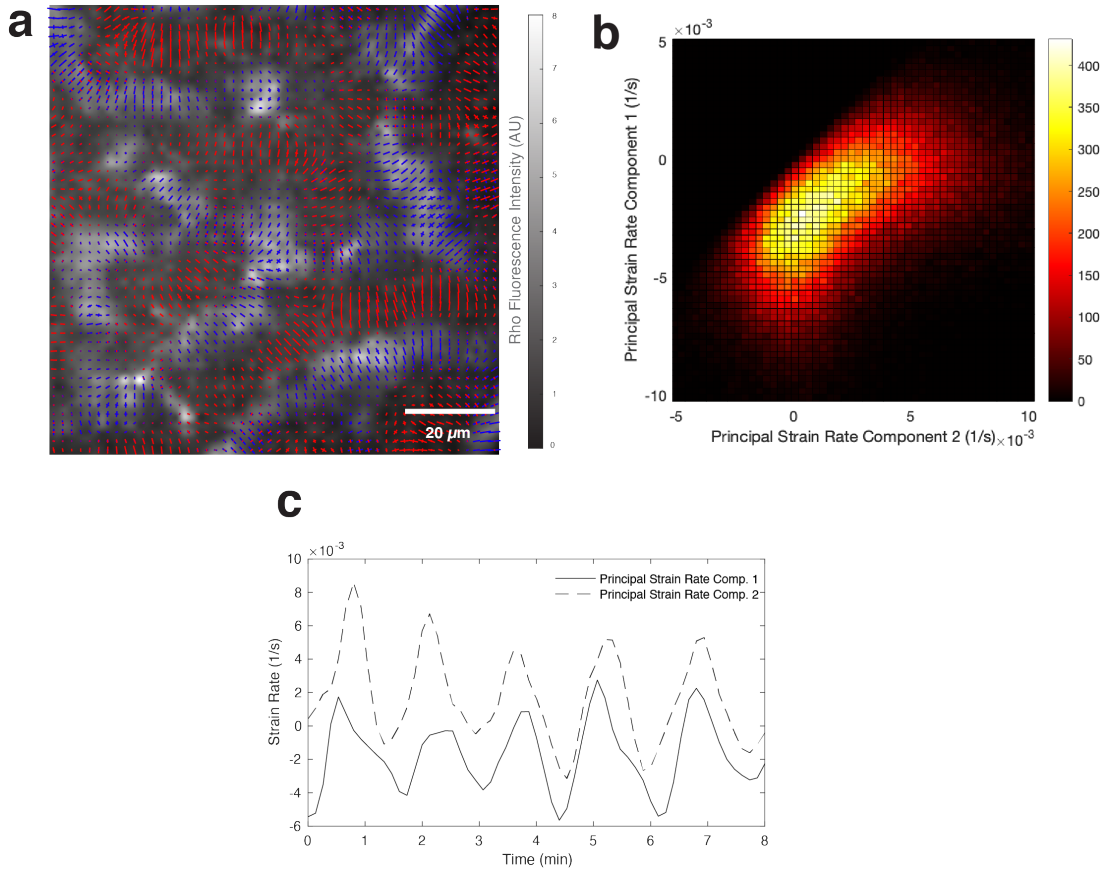 a
8
7
6
5
4
3
2
1
0
Rho Fluorescence Intensity (AU)
20 µm
b
×10-3
5
0
-5
-10
Principal Strain Rate Component 1 (1/s)
-5 0 5 10
Principal Strain Rate Component 2 (1/s) ×10-3
400
350
300
250
200
150
100
50
0
c
×10-3
10
8
6
4
2
0
-2
-4
-6
Strain Rate (1/s)
Principal Strain Rate Comp. 1
Principal Strain Rate Comp. 2
0 1 2 3 4 5 6 7 8
Time (min)